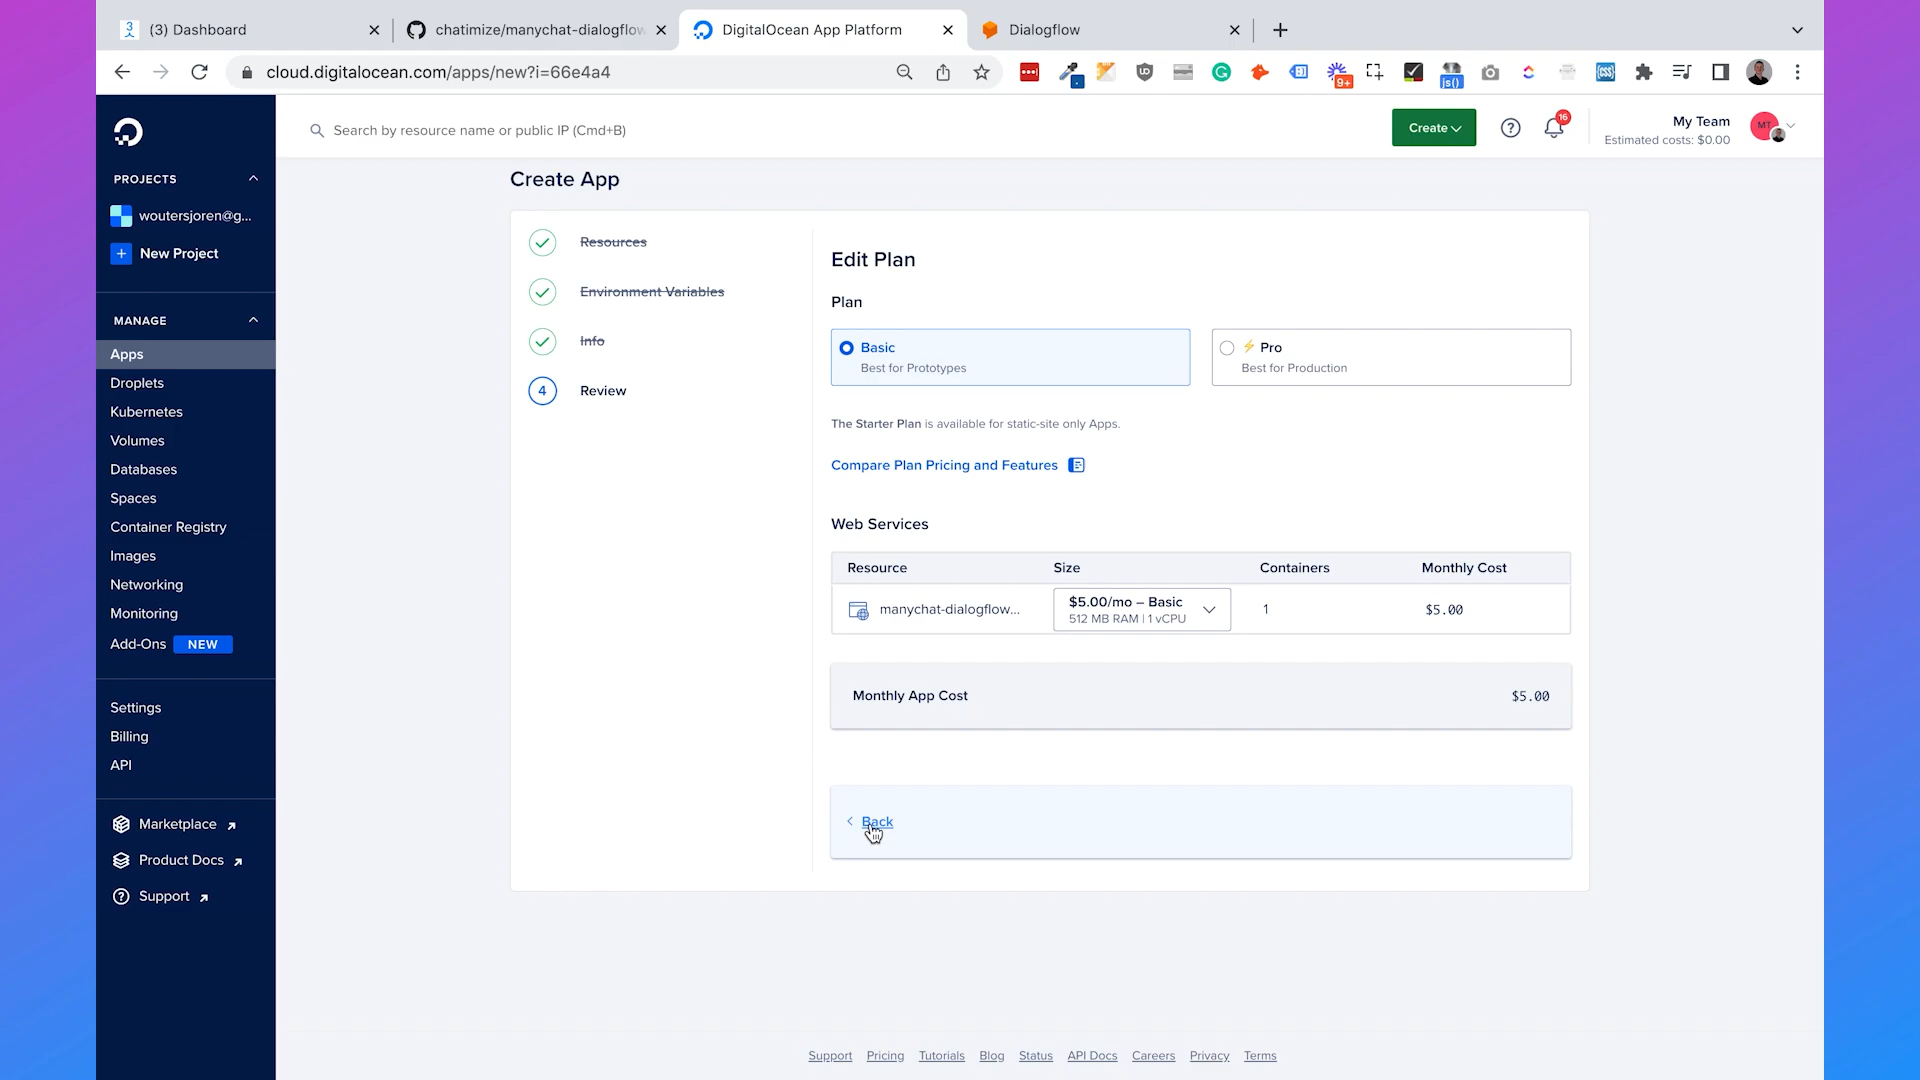 (3) Dashboard
chatimize/manychat-dialogflow
DigitalOcean App Platform
Dialogflow
cloud.digitalocean.com/apps/new?i=66e4a4
9+
js()
{css}
Search by resource name or public IP (Cmd+B)
Create
16
My Team
Estimated costs: $0.00
MT
PROJECTS
woutersjoren@g...
New Project
MANAGE
Apps
Droplets
Kubernetes
Volumes
Databases
Spaces
Container Registry
Images
Networking
Monitoring
Add-Ons NEW
Settings
Billing
API
Marketplace
Product Docs
Support
Create App
Resources
Environment Variables
Info
4 Review
Edit Plan
Plan
Basic
Best for Prototypes
Pro
Best for Production
The Starter Plan is available for static-site only Apps.
Compare Plan Pricing and Features
Web Services
Resource Size Containers Monthly Cost
manychat-dialogflow...
$5.00/mo – Basic
512 MB RAM | 1 vCPU
1
$5.00
Monthly App Cost $5.00
Back
Support Pricing Tutorials Blog Status API Docs Careers Privacy Terms